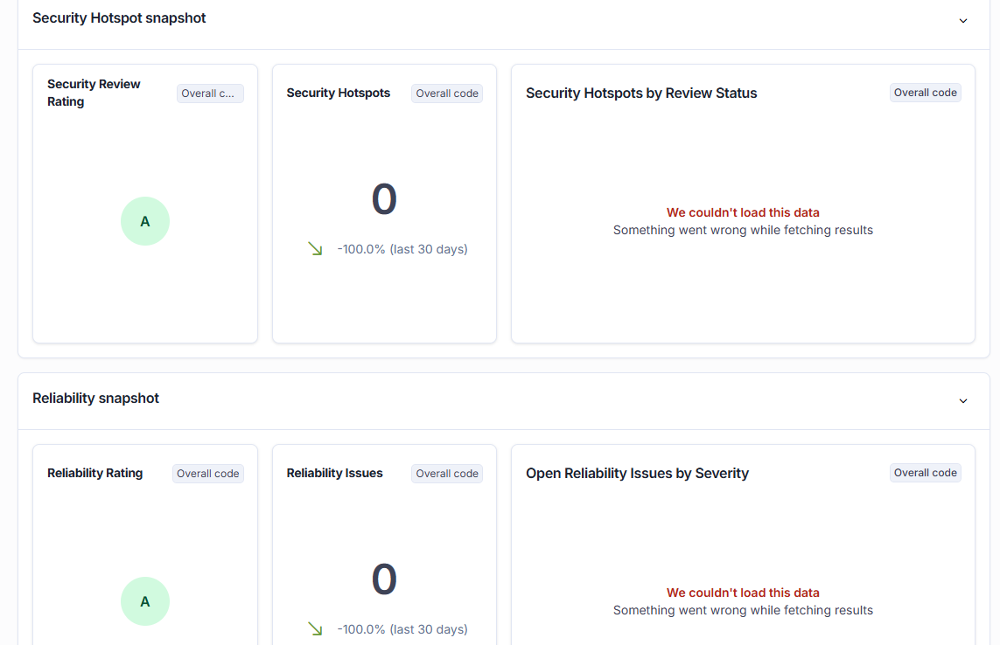 Security Hotspot snapshot
Security Review
Rating
Overall c...
Security Hotspots
Overall code
Security Hotspots by Review Status
Overall code
A
0
-100.0% (last 30 days)
We couldn't load this data
Something went wrong while fetching results
Reliability snapshot
Reliability Rating
Overall code
Reliability Issues
Overall code
Open Reliability Issues by Severity
Overall code
A
0
-100.0% (last 30 days)
We couldn't load this data
Something went wrong while fetching results